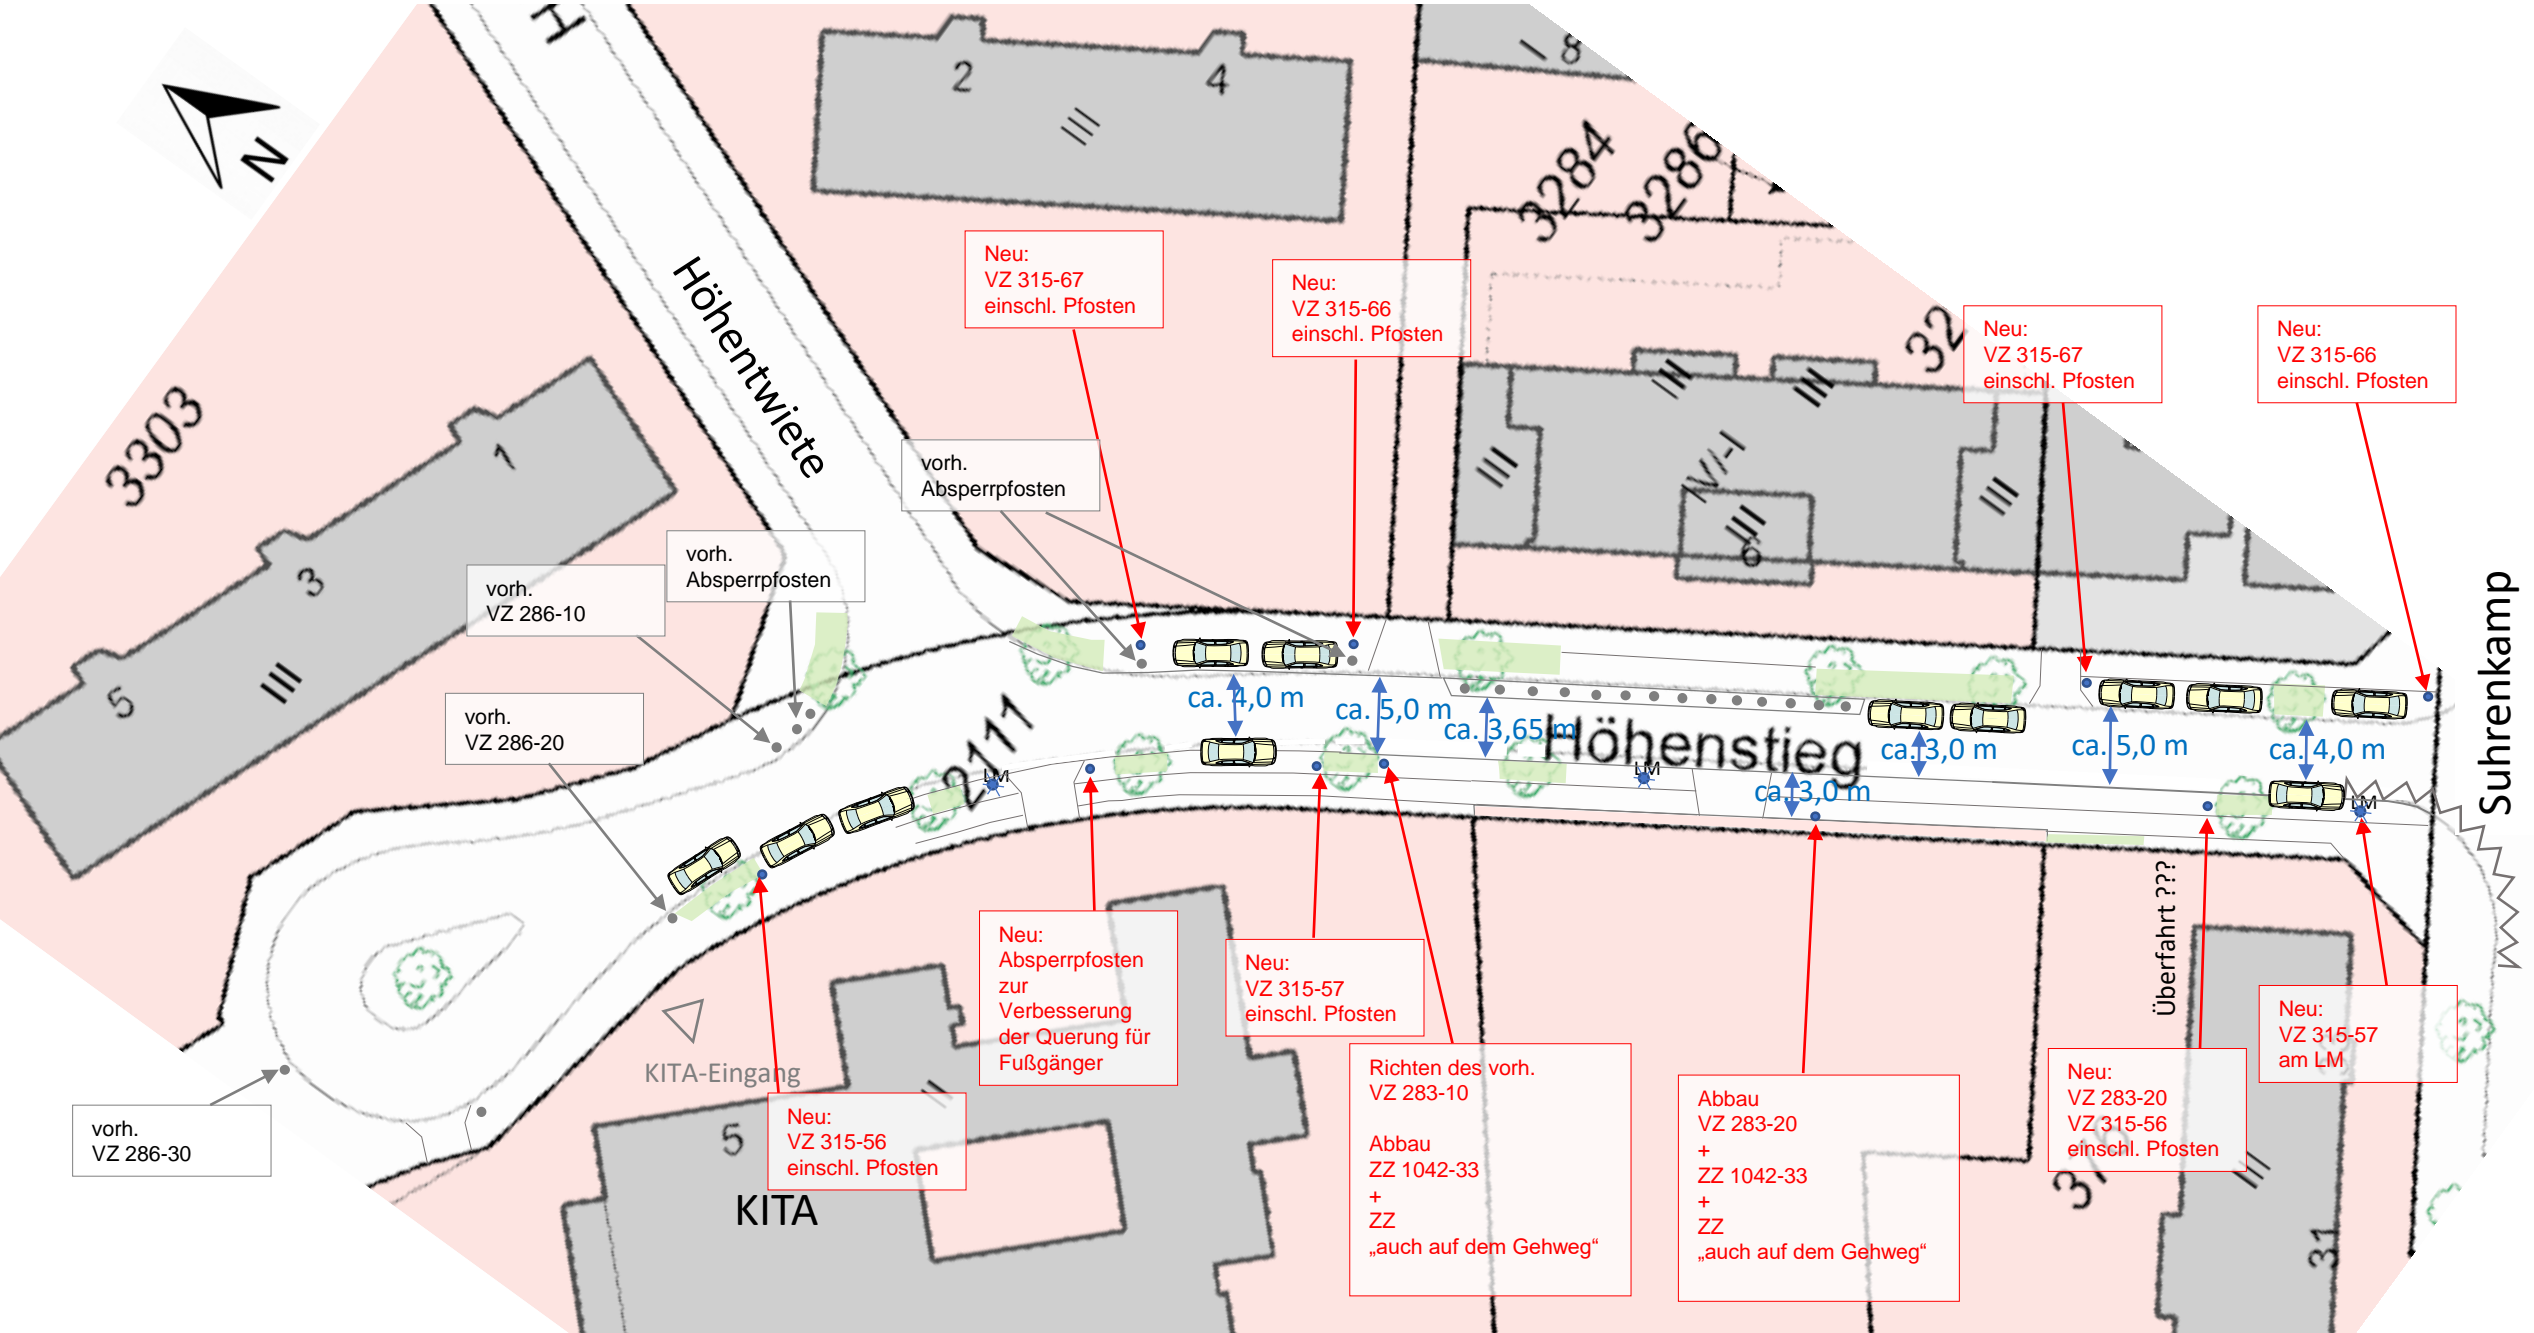 H
N
2
4
III
I 8
3284
3286
Neu:
VZ 315-67
einschl. Pfosten
Neu:
VZ 315-66
einschl. Pfosten
32
Neu:
VZ 315-67
einschl. Pfosten
Neu:
VZ 315-66
einschl. Pfosten
Höhentwiete
3303
1
3
5
III
III
III
III
IV/-I
III
6
III
vorh.
Absperrpfosten
vorh.
Absperrpfosten
vorh.
VZ 286-10
vorh.
VZ 286-20
Suhrenkamp
2111
ca. 4,0 m
ca. 5,0 m
ca. 3,65 m
Höhenstieg
ca. 3,0 m
ca. 5,0 m
ca. 4,0 m
ca. 3,0 m
LM
LM
LM
Überfahrt ???
Neu:
Absperrpfosten
zur
Verbesserung
der Querung für
Fußgänger
Neu:
VZ 315-57
einschl. Pfosten
Richten des vorh.
VZ 283-10
Abbau
ZZ 1042-33
+
ZZ
„auch auf dem Gehweg“
Abbau
VZ 283-20
+
ZZ 1042-33
+
ZZ
„auch auf dem Gehweg“
Neu:
VZ 283-20
VZ 315-56
einschl. Pfosten
Neu:
VZ 315-57
am LM
KITA-Eingang
Neu:
VZ 315-56
einschl. Pfosten
vorh.
VZ 286-30
5
II
KITA
III
31